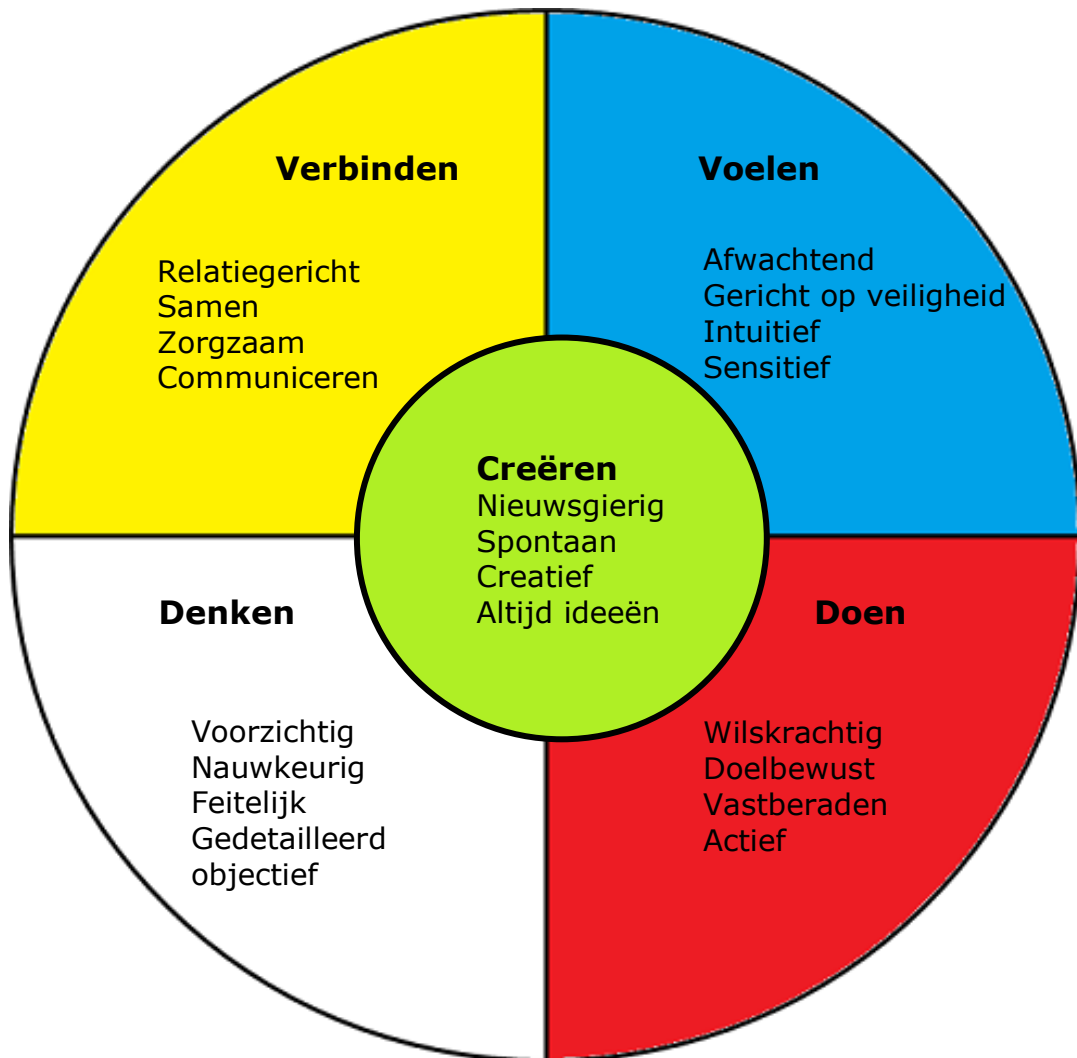 Verbinden
Relatiegericht
Samen
Zorgzaam
Communiceren
Voelen
Afwachtend
Gericht op veiligheid
Intuitief
Sensitief
Creëren
Nieuwsgierig
Spontaan
Creatief
Altijd ideeën
Denken
Voorzichtig
Nauwkeurig
Feitelijk
Gedetailleerd
objectief
Doen
Wilskrachtig
Doelbewust
Vastberaden
Actief